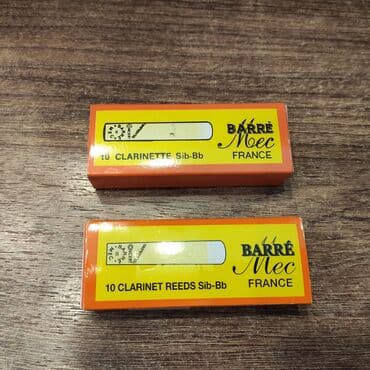 BARRÉ
Mec
10 CLARINETTE Sib-Bb
FRANCE
BARRÉ
Mec
10 CLARINET REEDS Sib-Bb
FRANCE